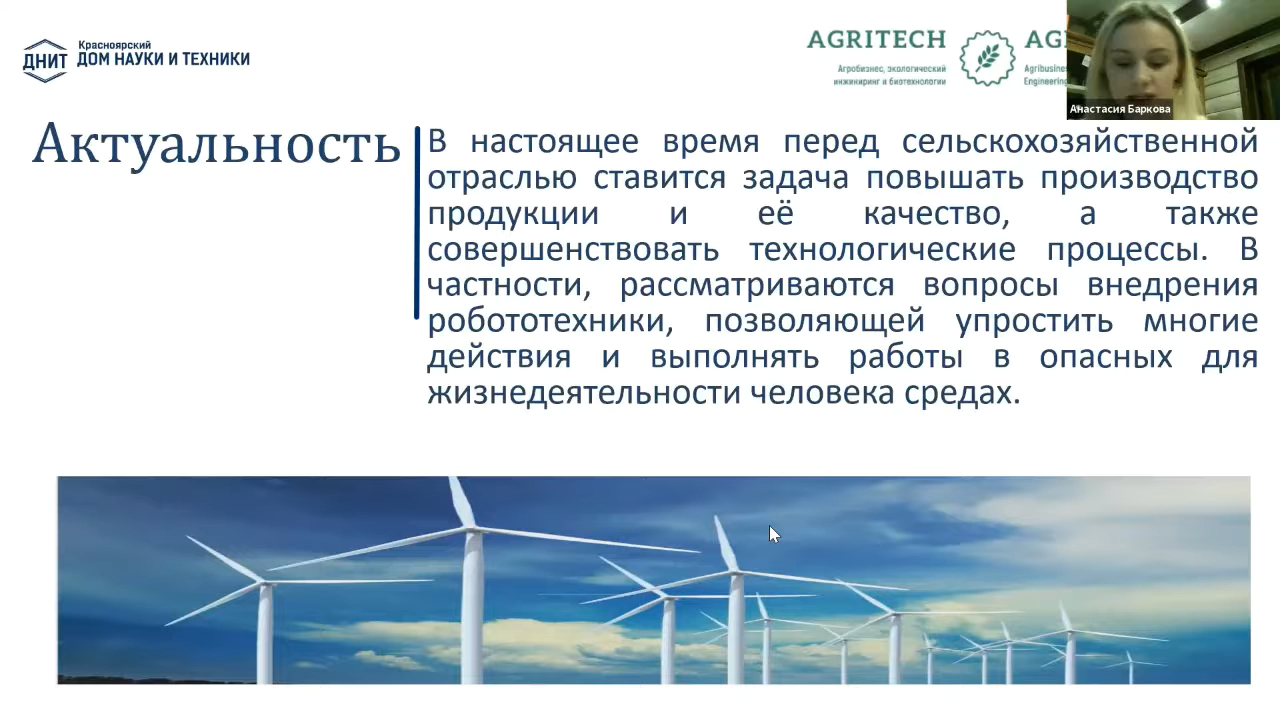 Красноярский
ДНИТ ДОМ НАУКИ И ТЕХНИКИ
AGRITECH
Агробизнес, экологический
инжиниринг и биотехнологии
Анастасия Баркова
Актуальность
В настоящее время перед сельскохозяйственной
отраслью ставится задача повышать производство
продукции и её качество, а также
совершенствовать технологические процессы. В
частности, рассматриваются вопросы внедрения
робототехники, позволяющей упростить многие
действия и выполнять работы в опасных для
жизнедеятельности человека средах.